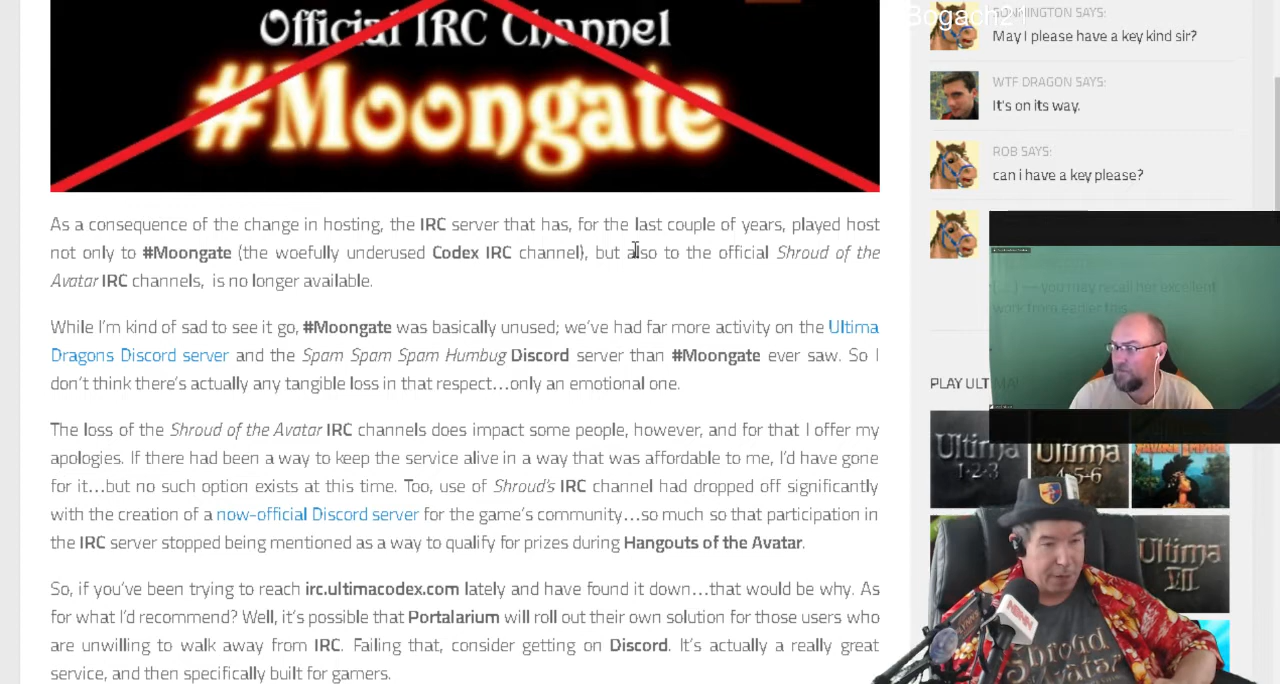 Official IRC Channel
#Moongate
As a consequence of the change in hosting, the IRC server that has, for the last couple of years, played host
not only to #Moongate (the woefully underused Codex IRC channel), but also to the official Shroud of the
Avatar IRC channels, is no longer available.
While I'm kind of sad to see it go, #Moongate was basically unused; we've had far more activity on the Ultima
Dragons Discord server and the Spam Spam Spam Humbug Discord server than #Moongate ever saw. So I
don't think there's actually any tangible loss in that respect…only an emotional one.
The loss of the Shroud of the Avatar IRC channels does impact some people, however, and for that I offer my
apologies. If there had been a way to keep the service alive in a way that was affordable to me, I'd have gone
for it…but no such option exists at this time. Too, use of Shroud's IRC channel had dropped off significantly
with the creation of a now-official Discord server for the game's community…so much so that participation in
the IRC server stopped being mentioned as a way to qualify for prizes during Hangouts of the Avatar.
So, if you've been trying to reach irc.ultimacodex.com lately and have found it down…that would be why. As
for what I'd recommend? Well, it's possible that Portalarium will roll out their own solution for those users who
are unwilling to walk away from IRC. Failing that, consider getting on Discord. It's actually a really great
service, and then specifically built for gamers.
Bogach21
SAYS:
May I please have a key kind sir?
WTF DRAGON SAYS:
It's on its way.
ROB SAYS:
can i have a key please?
[…] — you may recall her excellent
work from earlier this
PLAY ULTIMA
Ultima
1-2-3
Ultima
4-5-6
Ultima
VII
Shroud
Avatar